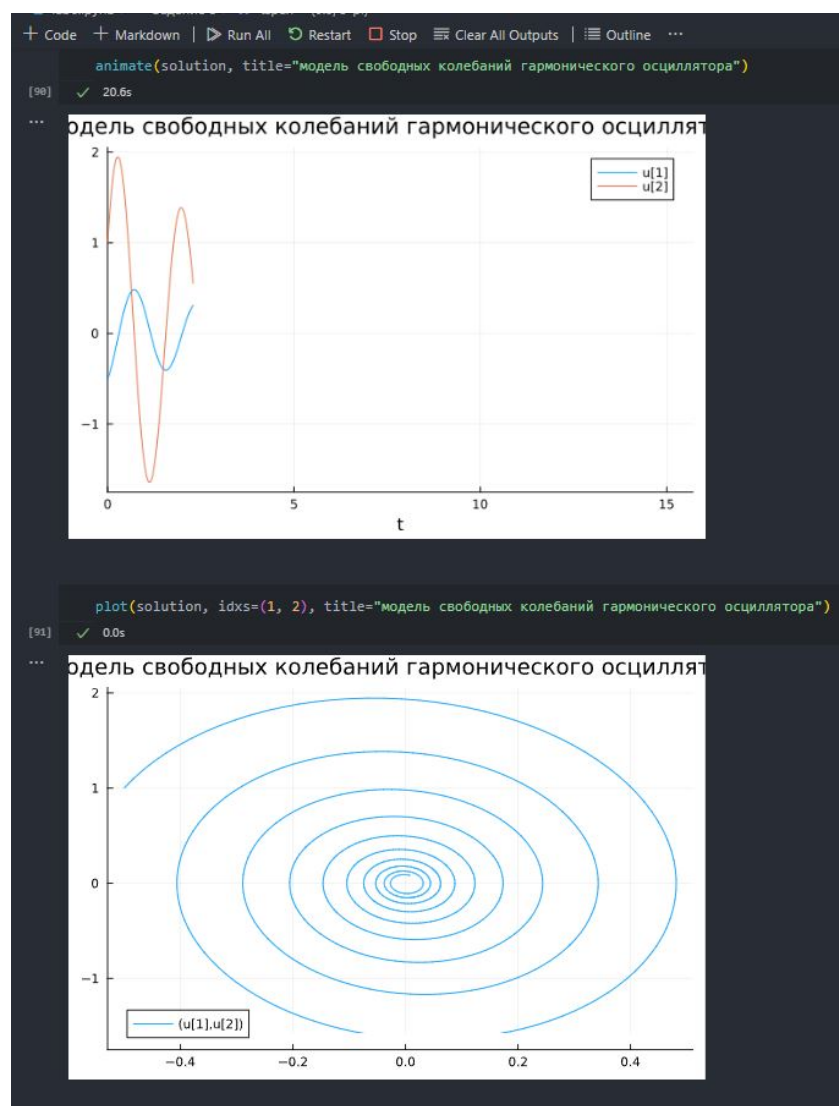 Code Markdown | Run All Restart Stop Clear All Outputs | Outline ...
animate(solution, title="модель свободных колебаний гармонического осциллятора")
[90] 20.6s
...
одель свободных колебаний гармонического осциллят
2
1
0
−1
0 5 10 15
t
u[1]
u[2]
plot(solution, idxs=(1, 2), title="модель свободных колебаний гармонического осциллятора")
[91] 0.0s
...
одель свободных колебаний гармонического осциллят
2
1
0
−1
(u[1],u[2])
−0.4 −0.2 0.0 0.2 0.4